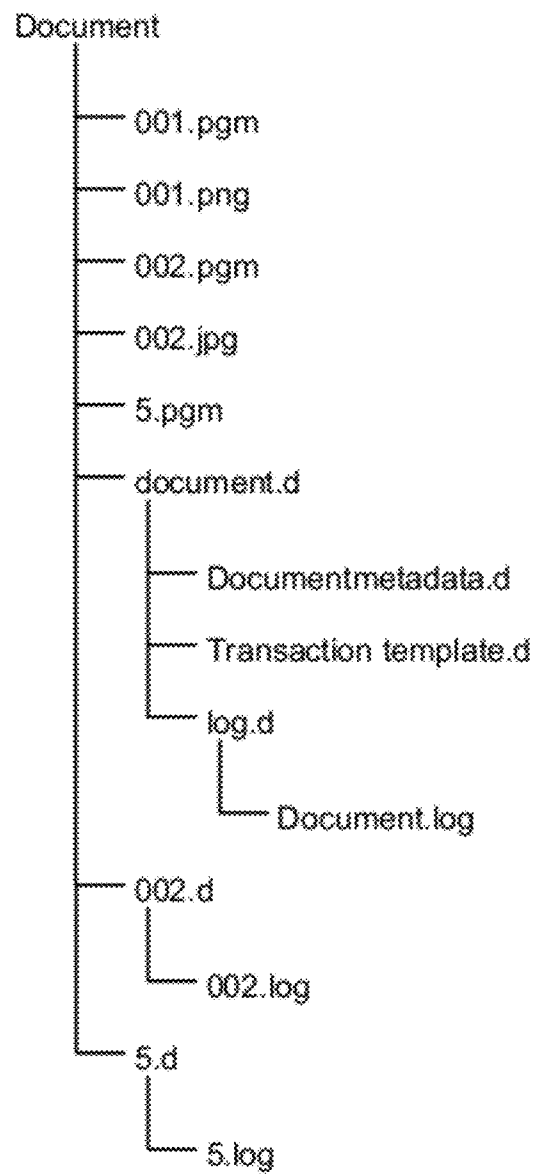 Document
001.pgm
001.png
002.pgm
002.jpg
5.pgm
document.d
Documentmetadata.d
Transaction template.d
log.d
Document.log
002.d
002.log
5.d
5.log